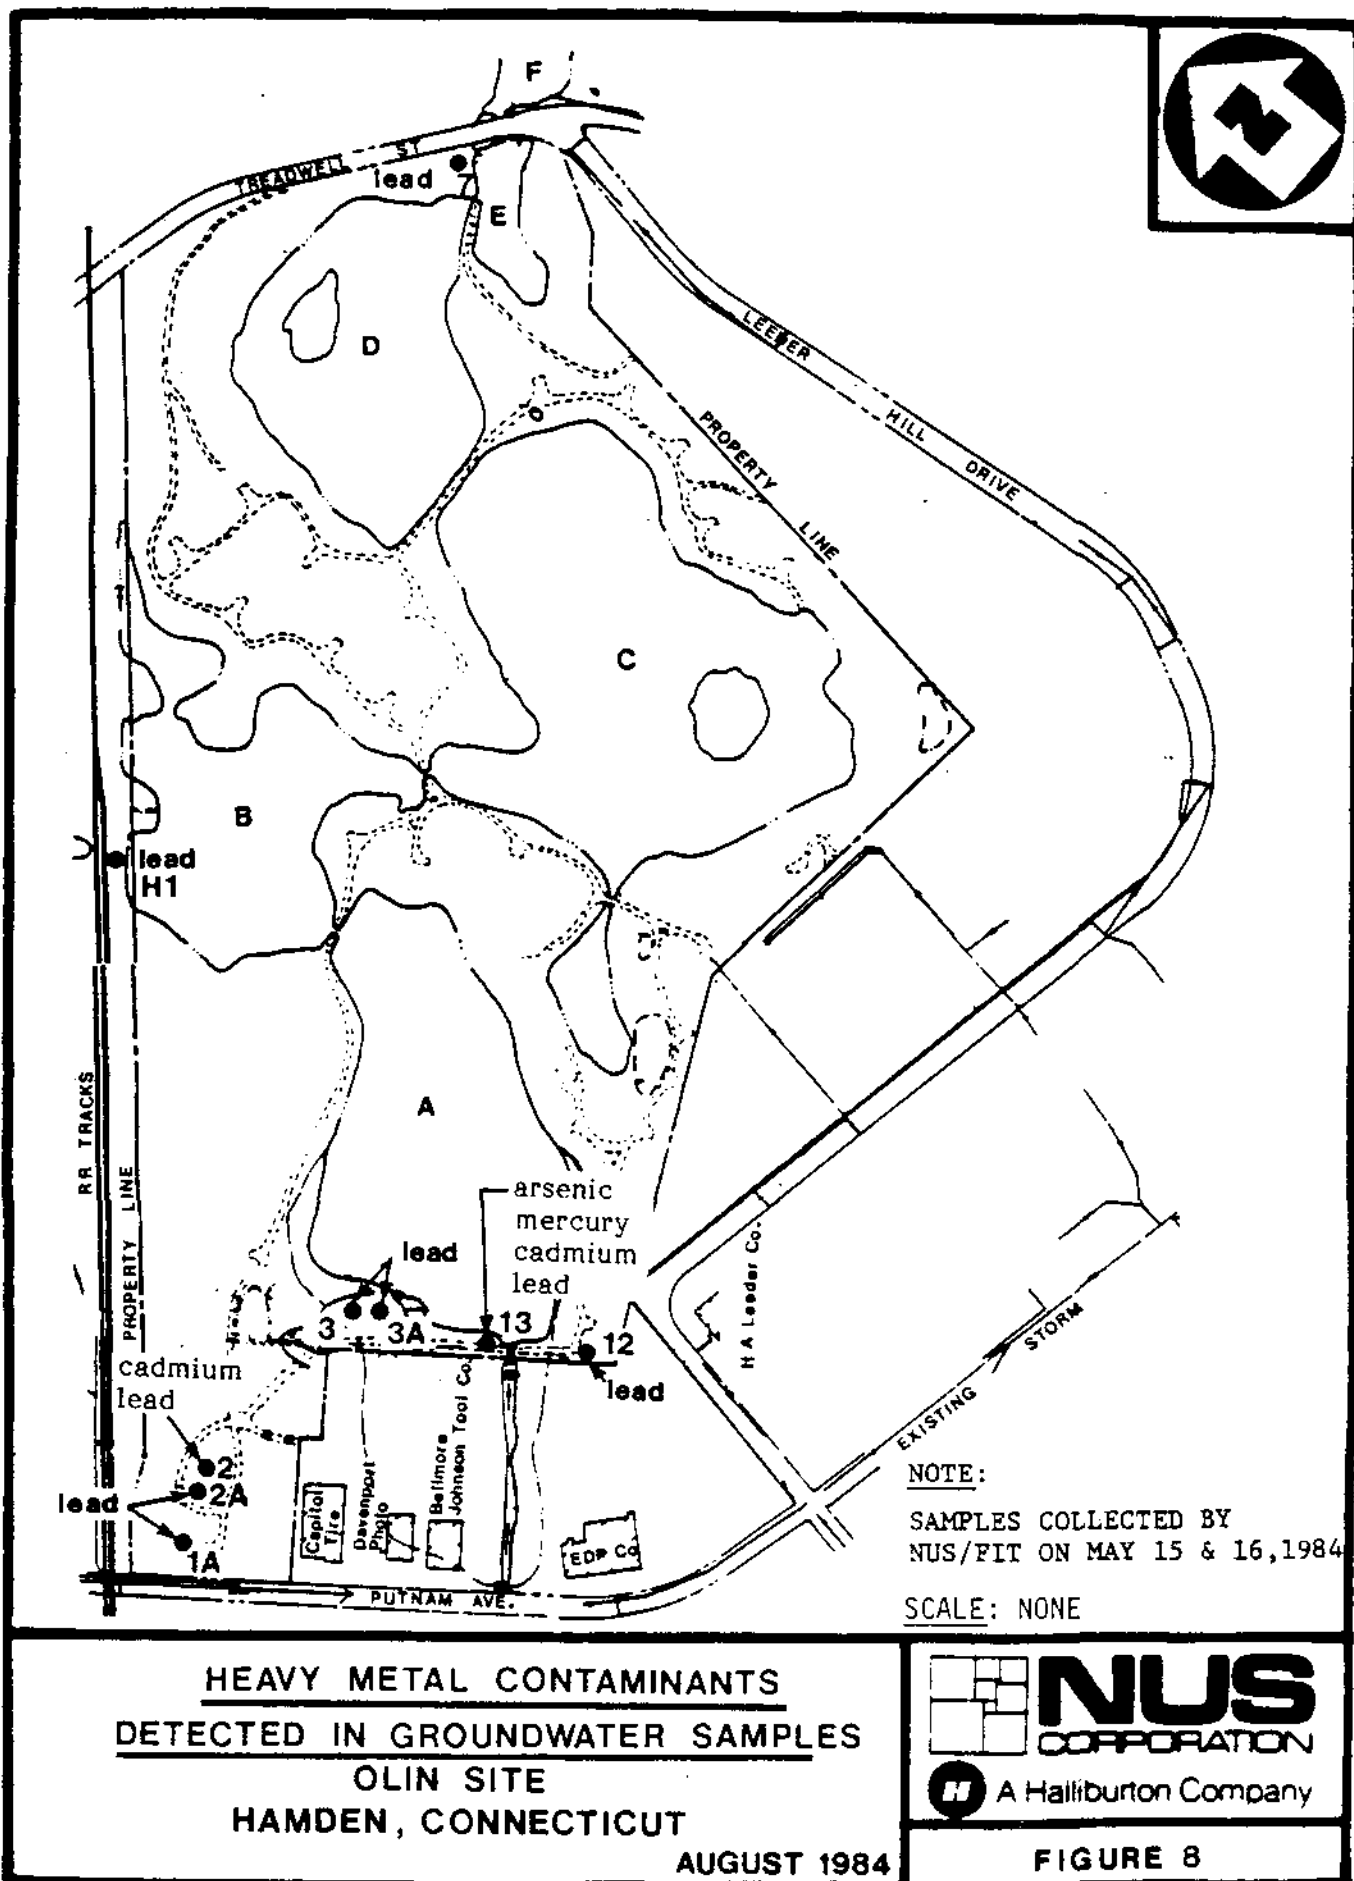 F
N
TREADWELL ST
lead
7
E
D
LEEDER HILL DRIVE
PROPERTY LINE
C
B
lead
H1
A
RR TRACKS
PROPERTY LINE
arsenic
mercury
cadmium
lead
lead
3
3A
13
12
lead
H A Leeder Co.
EXISTING STORM
cadmium
lead
2
2A
lead
1A
Capitol
Tire
Davenport
Photo
Bellmore
Johnson Tool Co.
EDP Co
PUTNAM AVE.
NOTE:
SAMPLES COLLECTED BY
NUS/FIT ON MAY 15 & 16,1984
SCALE: NONE
HEAVY METAL CONTAMINANTS
DETECTED IN GROUNDWATER SAMPLES
OLIN SITE
HAMDEN, CONNECTICUT
AUGUST 1984
NUS
CORPORATION
H A Halliburton Company
FIGURE 8